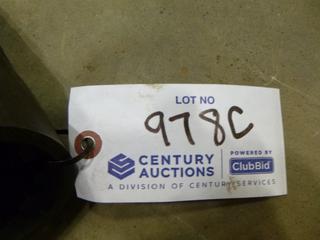 LOT NO
978C
CENTURY AUCTIONS
POWERED BY
ClubBid
A DIVISION OF CENTURY SERVICES